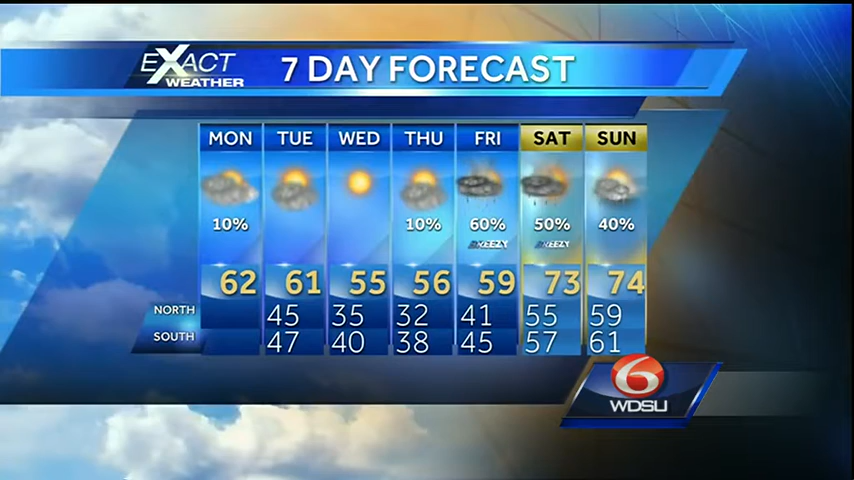 EXACT
WEATHER
7 DAY FORECAST
MON TUE WED THU FRI SAT SUN
10% 10% 60% 50% 40%
BREEZY BREEZY
62 61 55 56 59 73 74
NORTH 45 35 32 41 55 59
SOUTH 47 40 38 45 57 61
6
WDSU